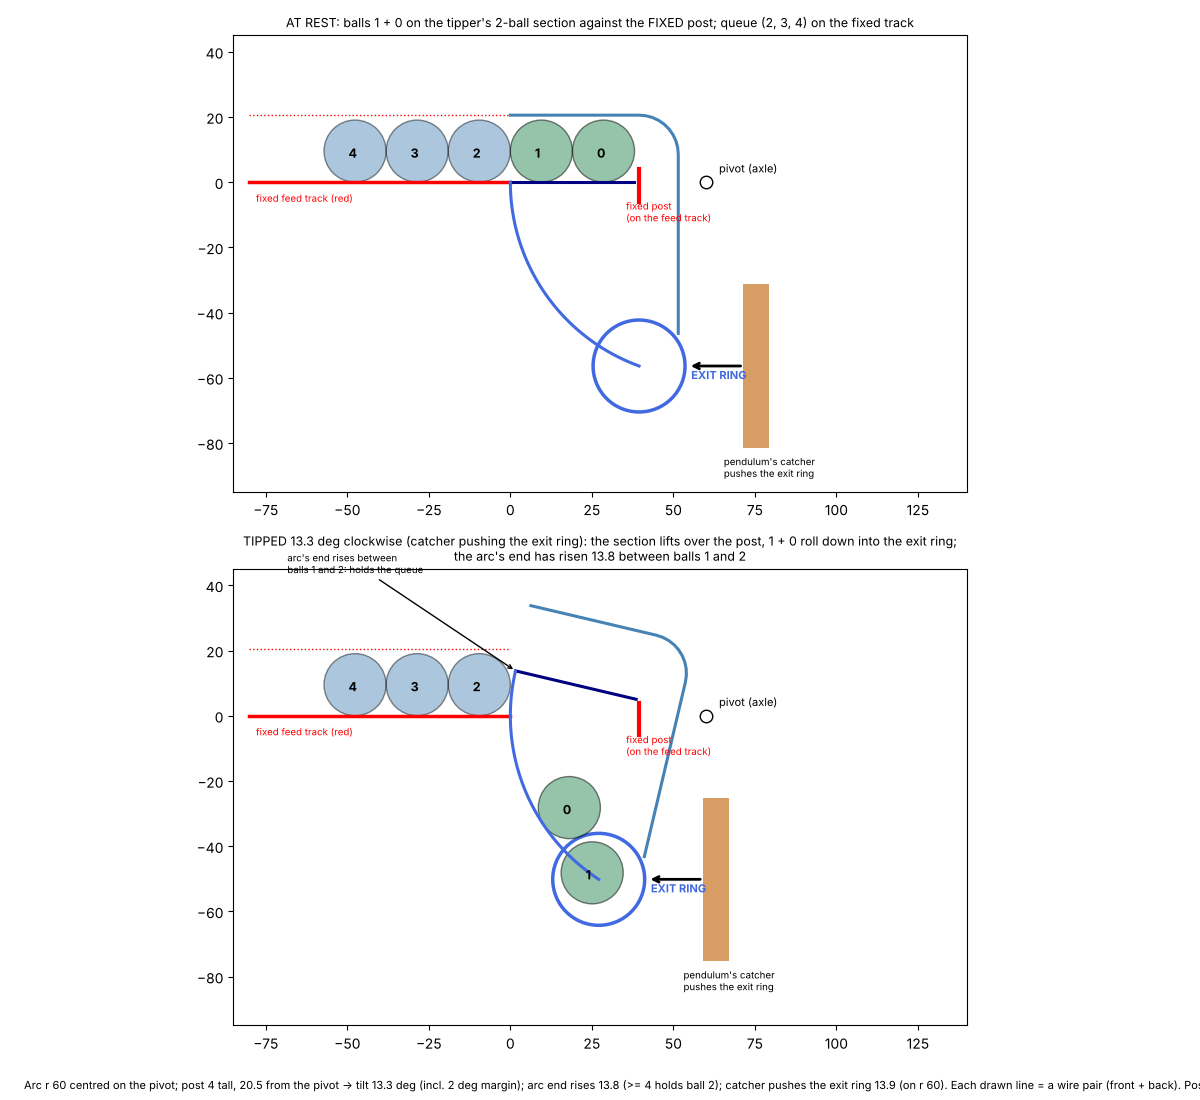 AT REST: balls 1 + 0 on the tipper's 2-ball section against the FIXED post; queue (2, 3, 4) on the fixed track
40
20
0
−20
−40
−60
−80
4
3
2
1
0
pivot (axle)
fixed feed track (red)
fixed post
(on the feed track)
EXIT RING
pendulum's catcher
pushes the exit ring
−75
−50
−25
0
25
50
75
100
125
TIPPED 13.3 deg clockwise (catcher pushing the exit ring): the section lifts over the post, 1 + 0 roll down into the exit ring;
the arc's end has risen 13.8 between balls 1 and 2
arc's end rises between
balls 1 and 2: holds the queue
40
20
0
−20
−40
−60
−80
4
3
2
pivot (axle)
fixed feed track (red)
fixed post
(on the feed track)
0
1
EXIT RING
pendulum's catcher
pushes the exit ring
−75
−50
−25
0
25
50
75
100
125
Arc r 60 centred on the pivot; post 4 tall, 20.5 from the pivot → tilt 13.3 deg (incl. 2 deg margin); arc end rises 13.8 (>= 4 holds ball 2); catcher pushes the exit ring 13.9 (on r 60). Each drawn line = a wire pair (front + back). Pos